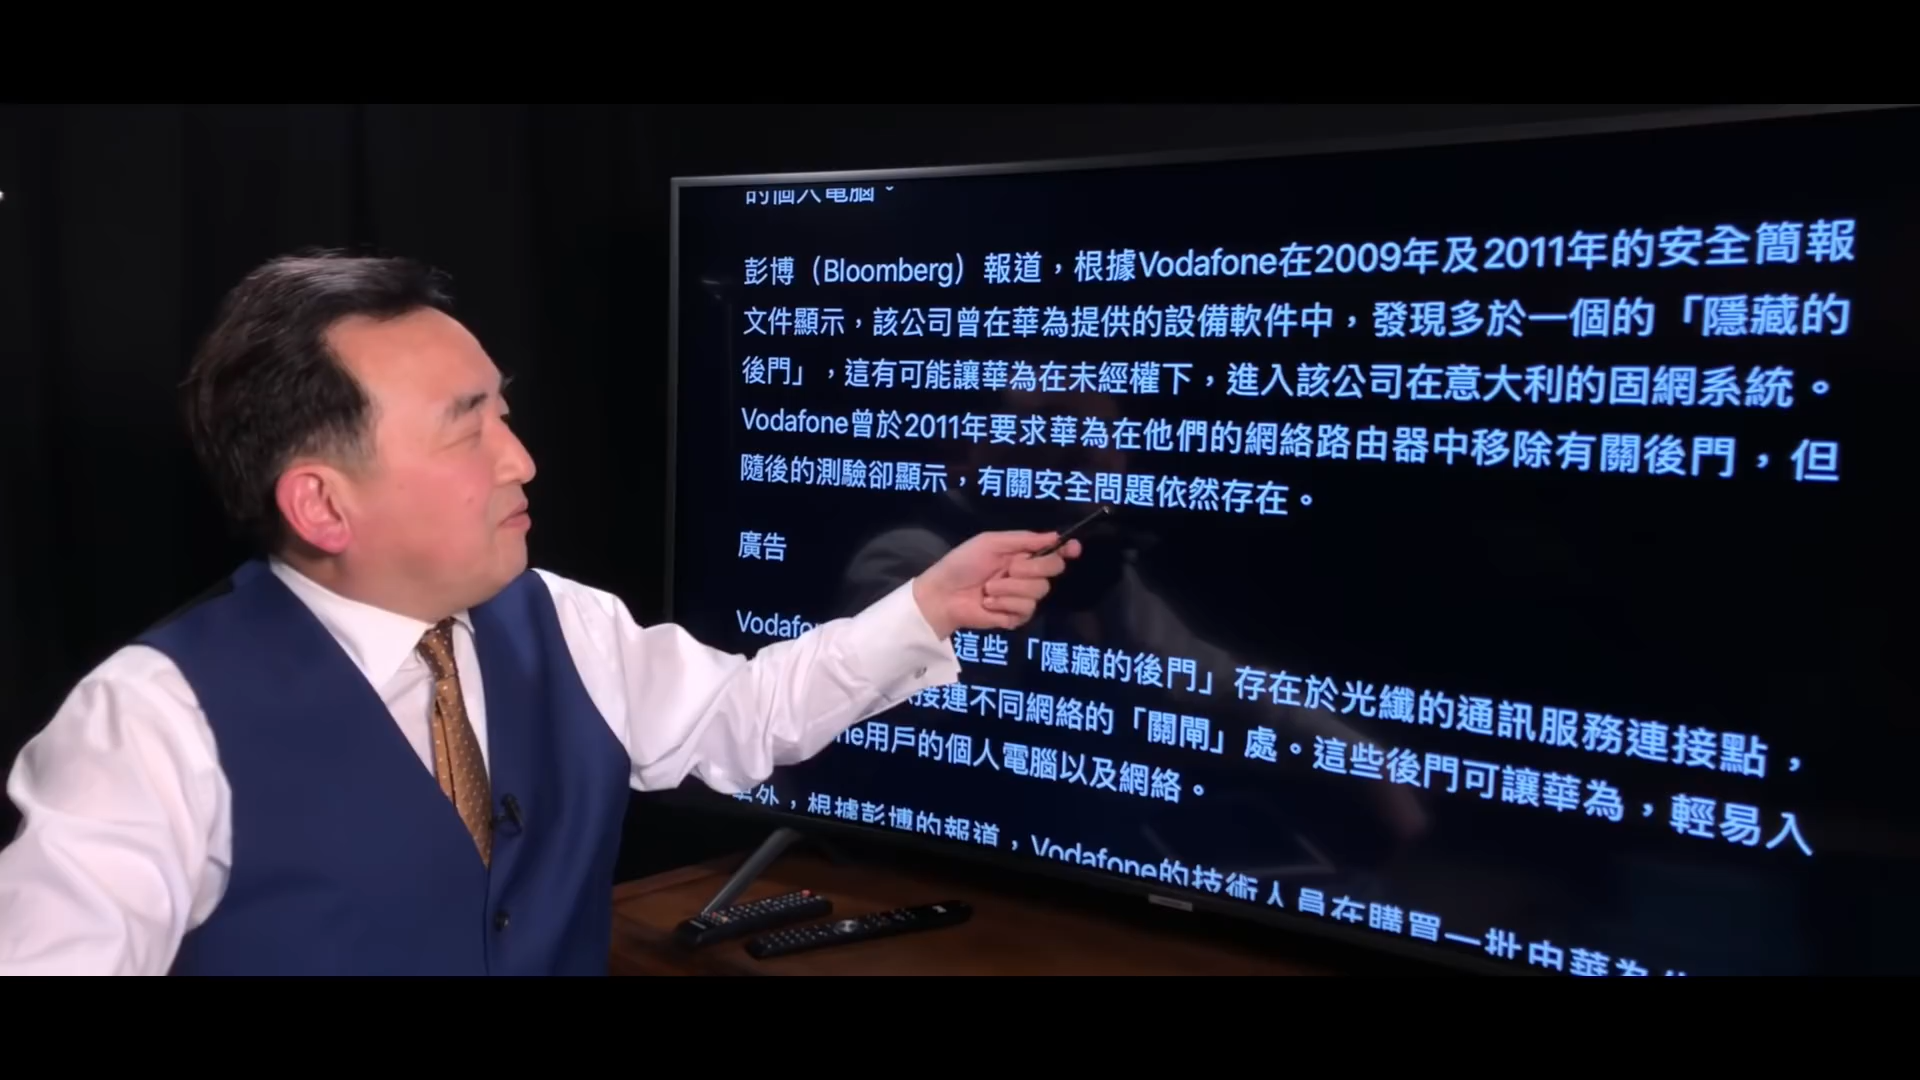 的個人電腦。
彭博（Bloomberg）報道，根據Vodafone在2009年及2011年的安全簡報
文件顯示，該公司曾在華為提供的設備軟件中，發現多於一個的「隱藏的
後門」，這有可能讓華為在未經權下，進入該公司在意大利的固網系統。
Vodafone曾於2011年要求華為在他們的網絡路由器中移除有關後門，但
隨後的測驗卻顯示，有關安全問題依然存在。
廣告
這些「隱藏的後門」存在於光纖的通訊服務連接點，
接連不同網絡的「關閘」處。這些後門可讓華為，輕易入
用戶的個人電腦以及網絡。
另外，根據彭博的報道，Vodafone的技術人員在購買一批由華為